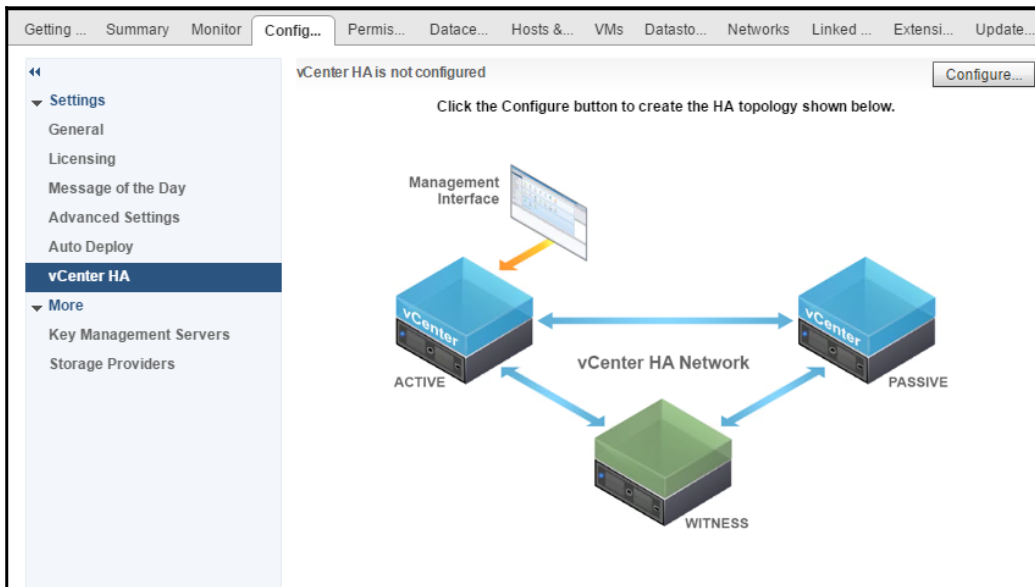 Getting ... Summary Monitor Config... Permis... Datace... Hosts &... VMs Datasto... Networks Linked ... Extensi... Update...
vCenter HA is not configured
Configure...
Settings
General
Licensing
Message of the Day
Advanced Settings
Auto Deploy
vCenter HA
More
Key Management Servers
Storage Providers
Click the Configure button to create the HA topology shown below.
Management
Interface
vCenter
vCenter
vCenter HA Network
ACTIVE
PASSIVE
WITNESS